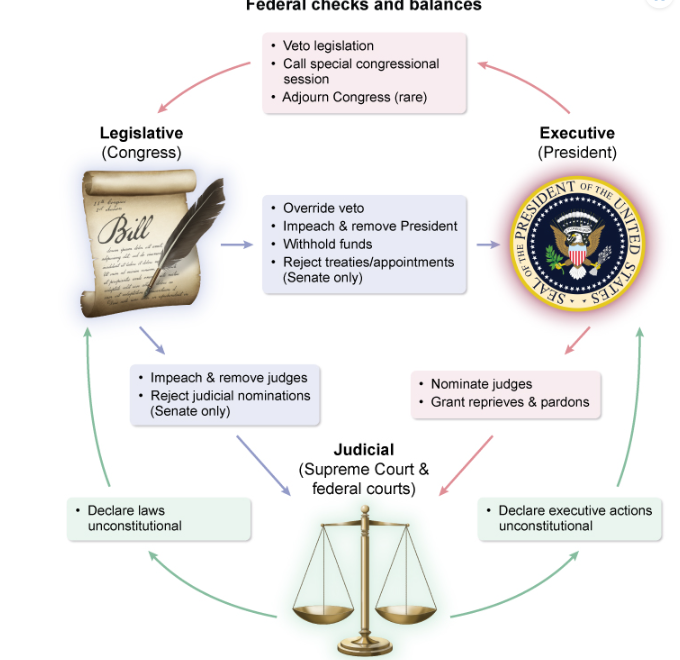 Federal checks and balances
• Veto legislation
• Call special congressional
session
• Adjourn Congress (rare)
Legislative
(Congress)
Executive
(President)
Bill
• Override veto
• Impeach & remove President
• Withhold funds
• Reject treaties/appointments
(Senate only)
SEAL OF THE PRESIDENT OF THE UNITED STATES
• Impeach & remove judges
• Reject judicial nominations
(Senate only)
• Nominate judges
• Grant reprieves & pardons
Judicial
(Supreme Court &
federal courts)
• Declare laws
unconstitutional
• Declare executive actions
unconstitutional